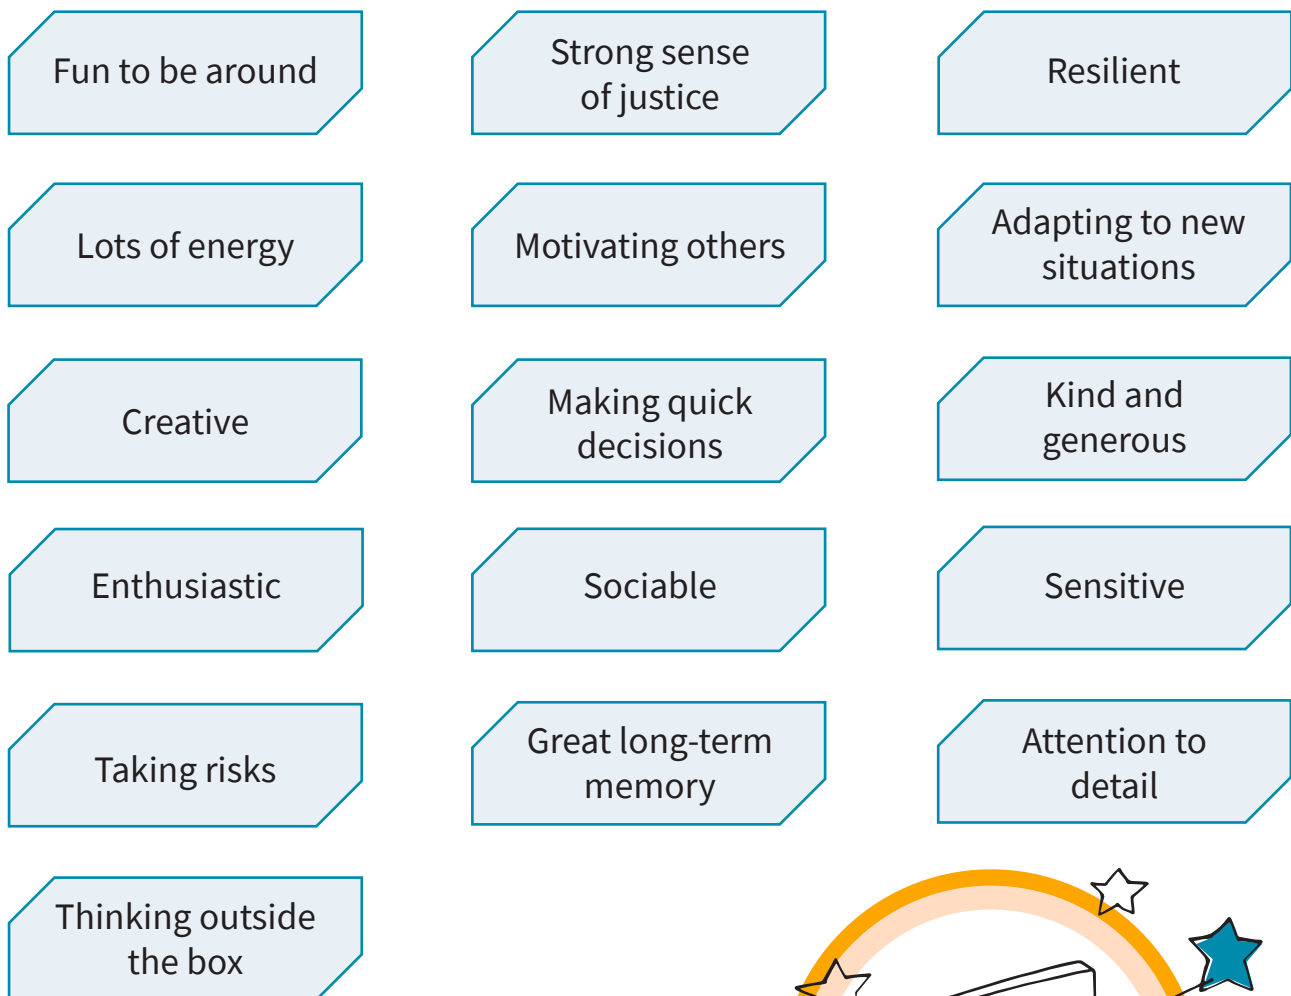 Fun to be around
Strong sense
of justice
Resilient
Lots of energy
Motivating others
Adapting to new
situations
Creative
Making quick
decisions
Kind and
generous
Enthusiastic
Sociable
Sensitive
Taking risks
Great long-term
memory
Attention to
detail
Thinking outside
the box